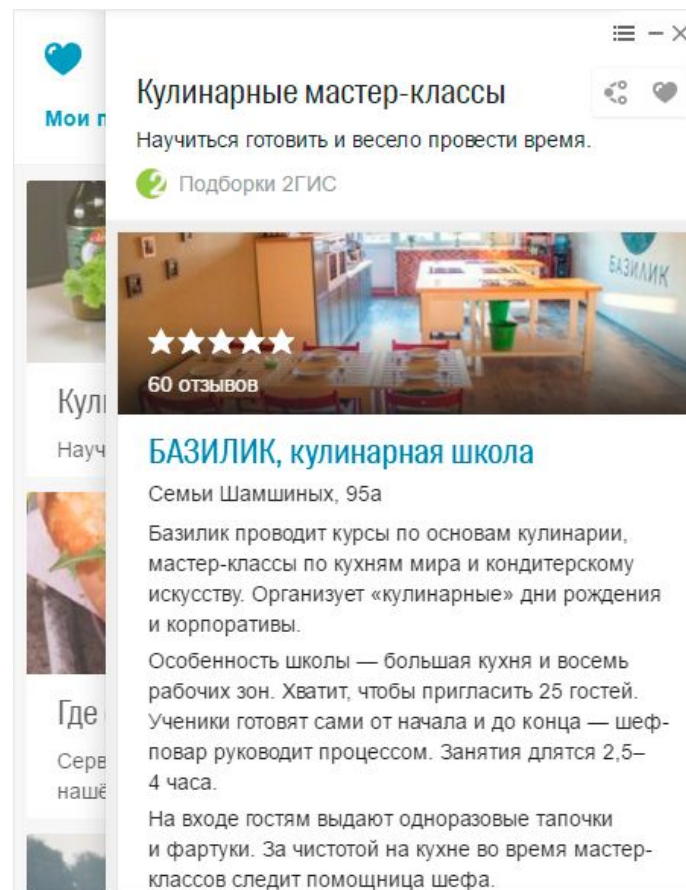 Мои
Кулинарные мастер-классы
Научиться готовить и весело провести время.
Подборки 2ГИС
БАЗИЛИК
60 отзывов
БАЗИЛИК, кулинарная школа
Семьи Шамшиных, 95а
Базилик проводит курсы по основам кулинарии,
мастер-классы по кухням мира и кондитерскому
искусству. Организует «кулинарные» дни рождения
и корпоративы.
Особенность школы — большая кухня и восемь
рабочих зон. Хватит, чтобы пригласить 25 гостей.
Ученики готовят сами от начала и до конца — шеф-
повар руководит процессом. Занятия длятся 2,5–
4 часа.
На входе гостям выдают одноразовые тапочки
и фартуки. За чистотой на кухне во время мастер-
классов следит помощница шефа.
Где